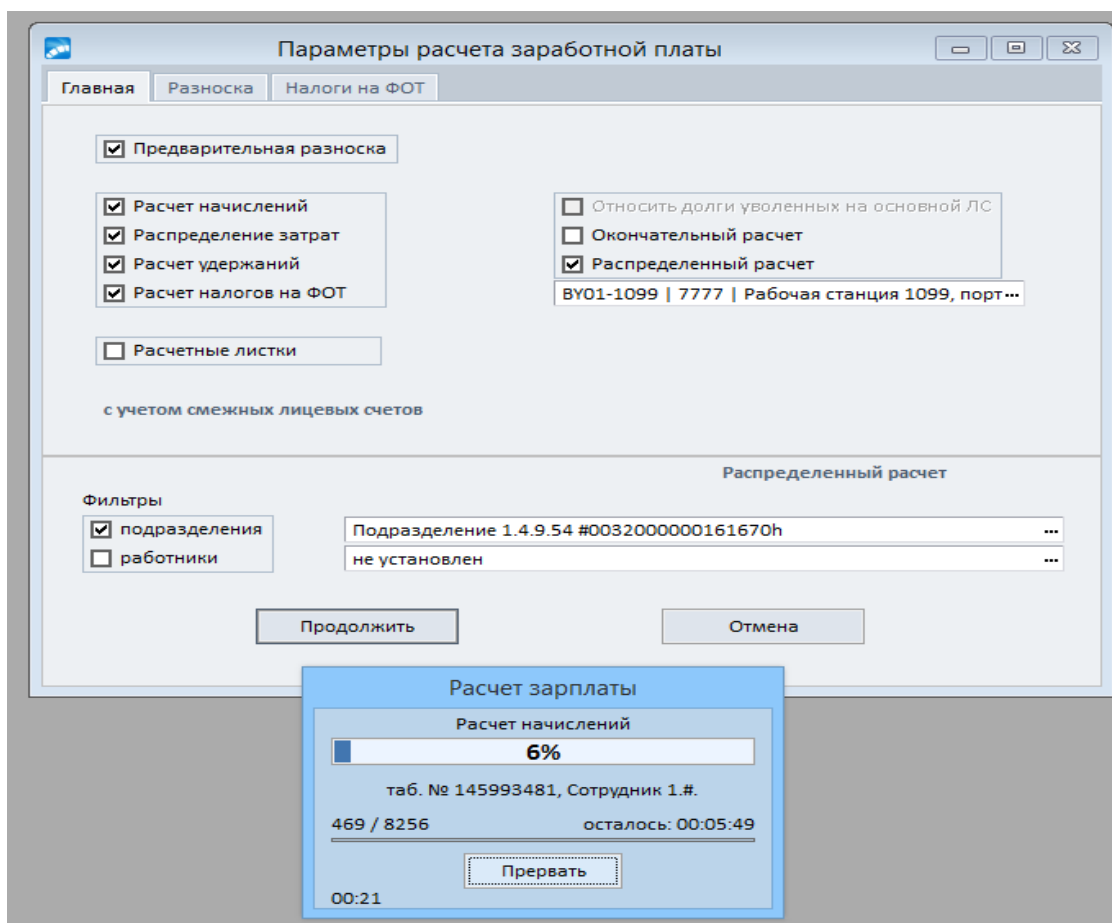 Параметры расчета заработной платы
Главная Разноска Налоги на ФОТ
Предварительная разноска
Расчет начислений
Распределение затрат
Расчет удержаний
Расчет налогов на ФОТ
Относить долги уволенных на основной ЛС
Окончательный расчет
Распределенный расчет
BY01-1099 | 7777 | Рабочая станция 1099, порт...
Расчетные листки
с учетом смежных лицевых счетов
Распределенный расчет
Фильтры
подразделения Подразделение 1.4.9.54 #0032000000161670h ...
работники не установлен ...
Продолжить Отмена
Расчет зарплаты
Расчет начислений
6%
таб. № 145993481, Сотрудник 1.#.
469 / 8256 осталось: 00:05:49
Прервать
00:21